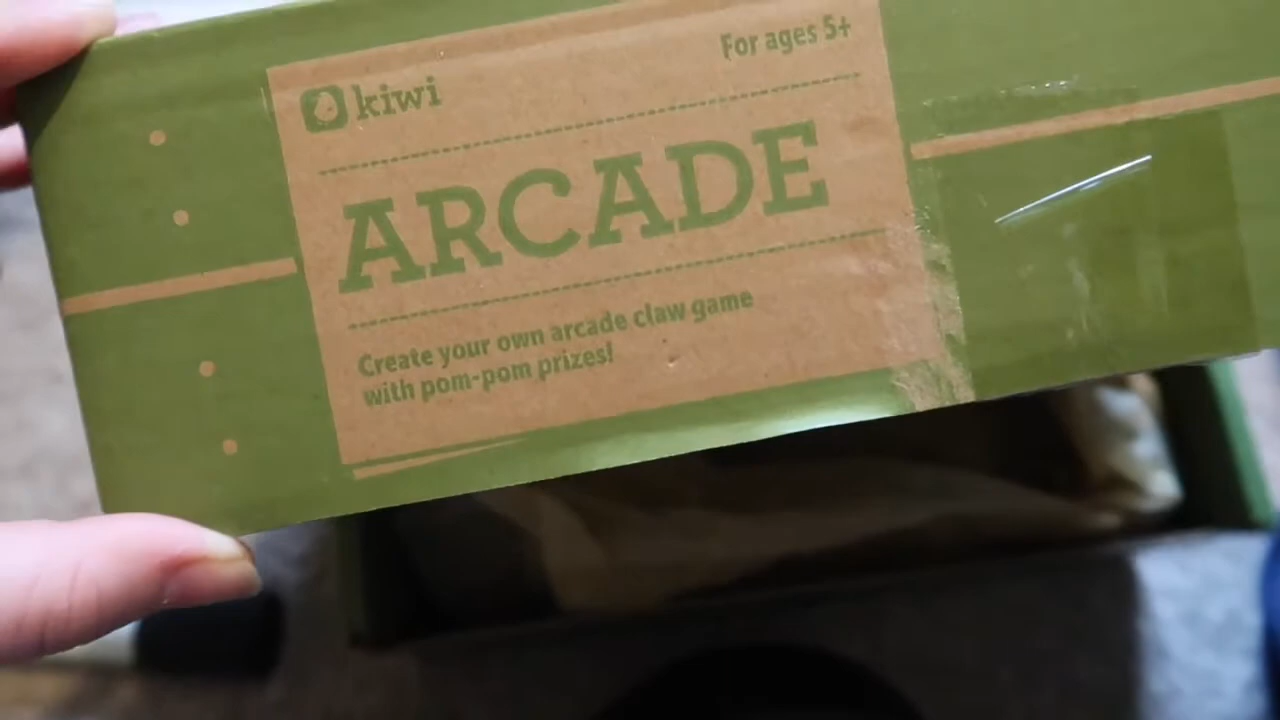 kiwi
For ages 5+
ARCADE
Create your own arcade claw game
with pom-pom prizes!